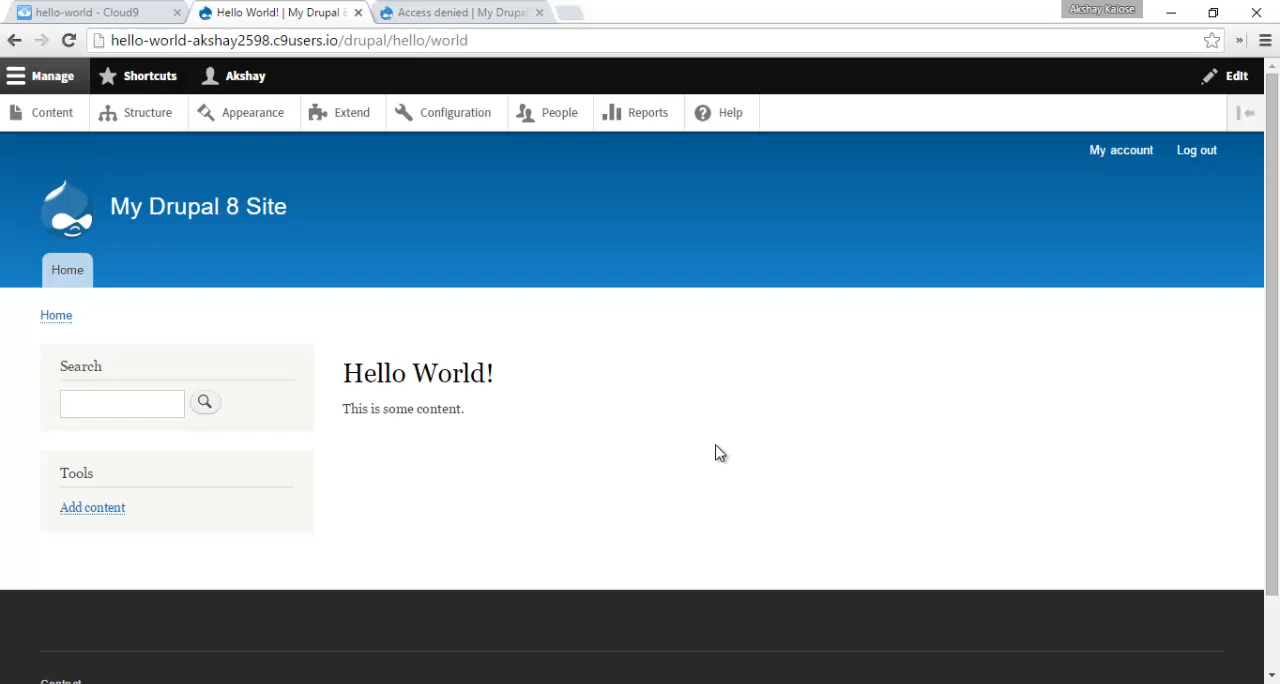 hello-world - Cloud9
Hello World! | My Drupal 8
Access denied | My Drupal
Akshay Kalose
hello-world-akshay2598.c9users.io/drupal/hello/world
Manage Shortcuts Akshay Edit
Content Structure Appearance Extend Configuration People Reports Help
My account Log out
My Drupal 8 Site
Home
Home
Search
Hello World!
This is some content.
Tools
Add content
Contact